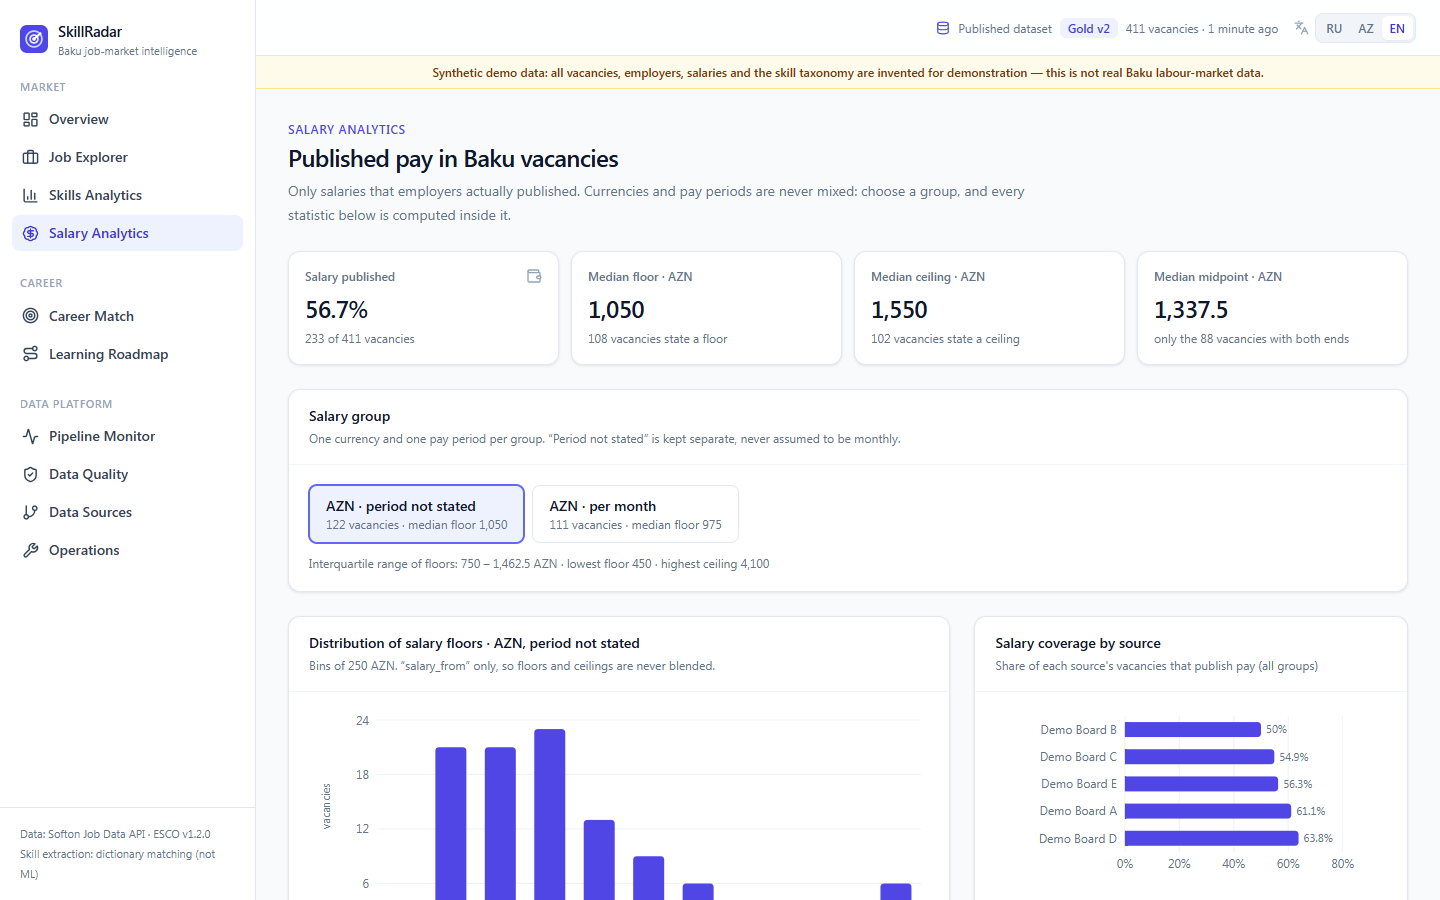 SkillRadar
Baku job-market intelligence
MARKET
Overview
Job Explorer
Skills Analytics
Salary Analytics
CAREER
Career Match
Learning Roadmap
DATA PLATFORM
Pipeline Monitor
Data Quality
Data Sources
Operations
Data: Softon Job Data API · ESCO v1.2.0
Skill extraction: dictionary matching (not
ML)
Published dataset Gold v2 411 vacancies · 1 minute ago RU AZ EN
Synthetic demo data: all vacancies, employers, salaries and the skill taxonomy are invented for demonstration — this is not real Baku labour-market data.
SALARY ANALYTICS
Published pay in Baku vacancies
Only salaries that employers actually published. Currencies and pay periods are never mixed: choose a group, and every
statistic below is computed inside it.
Salary published
56.7%
233 of 411 vacancies
Median floor · AZN
1,050
108 vacancies state a floor
Median ceiling · AZN
1,550
102 vacancies state a ceiling
Median midpoint · AZN
1,337.5
only the 88 vacancies with both ends
Salary group
One currency and one pay period per group. “Period not stated” is kept separate, never assumed to be monthly.
AZN · period not stated
122 vacancies · median floor 1,050
AZN · per month
111 vacancies · median floor 975
Interquartile range of floors: 750 – 1,462.5 AZN · lowest floor 450 · highest ceiling 4,100
Distribution of salary floors · AZN, period not stated
Bins of 250 AZN. “salary_from” only, so floors and ceilings are never blended.
24
18
12
6
vacancies
Salary coverage by source
Share of each source's vacancies that publish pay (all groups)
Demo Board B 50%
Demo Board C 54.9%
Demo Board E 56.3%
Demo Board A 61.1%
Demo Board D 63.8%
0% 20% 40% 60% 80%